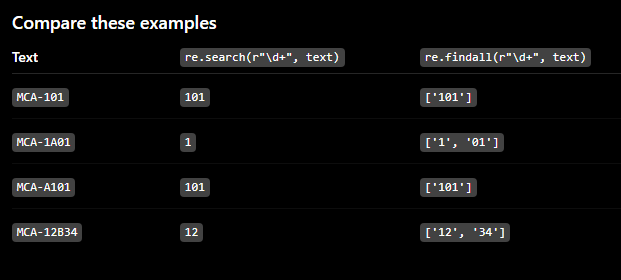 Compare these examples
Text re.search(r"\d+", text) re.findall(r"\d+", text)
MCA-101 101 ['101']
MCA-1A01 1 ['1', '01']
MCA-A101 101 ['101']
MCA-12B34 12 ['12', '34']